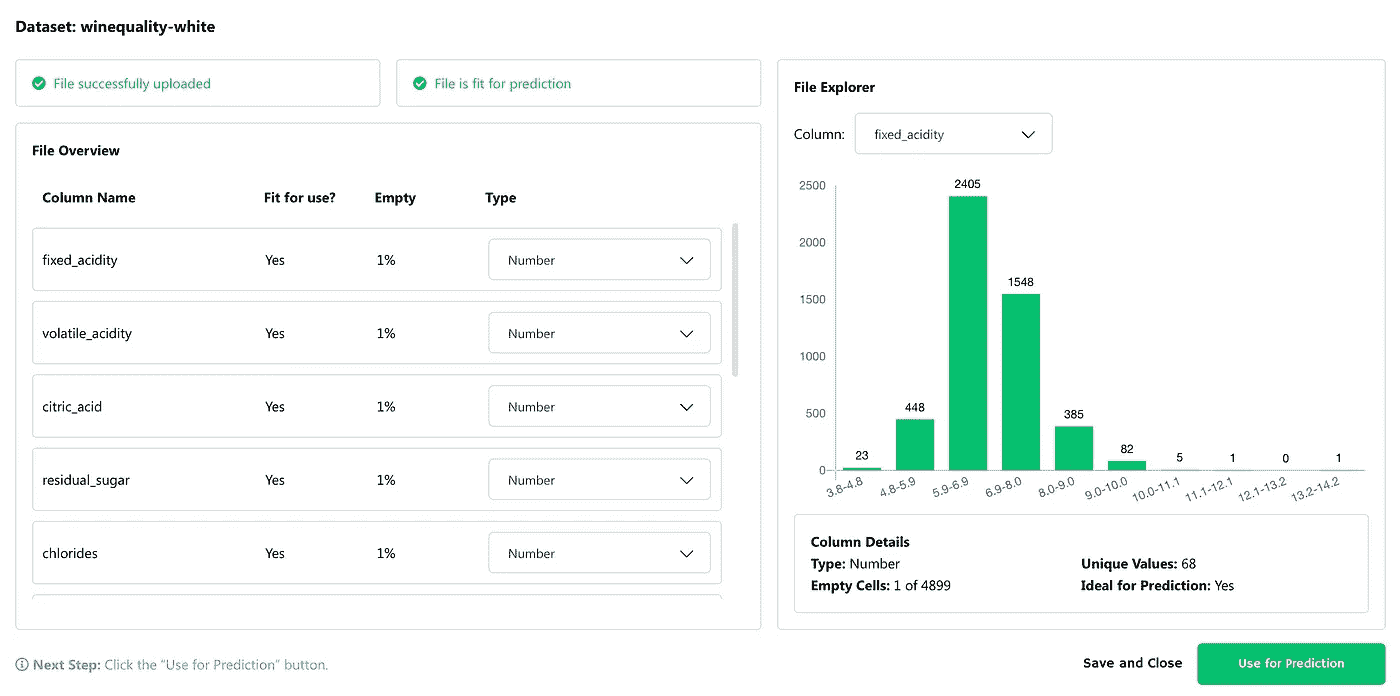 Dataset: winequality-white
File successfully uploaded
File is fit for prediction
File Overview
Column Name Fit for use? Empty Type
fixed_acidity Yes 1% Number
volatile_acidity Yes 1% Number
citric_acid Yes 1% Number
residual_sugar Yes 1% Number
chlorides Yes 1% Number
File Explorer
Column: fixed_acidity
2500
2000
1500
1000
500
0
23 448 2405 1548 385 82 5 1 0 1
3.8-4.8 4.8-5.9 5.9-6.9 6.9-8.0 8.0-9.0 9.0-10.0 10.0-11.1 11.1-12.1 12.1-13.2 13.2-14.2
Column Details
Type: Number Unique Values: 68
Empty Cells: 1 of 4899 Ideal for Prediction: Yes
Next Step: Click the “Use for Prediction” button.
Save and Close
Use for Prediction